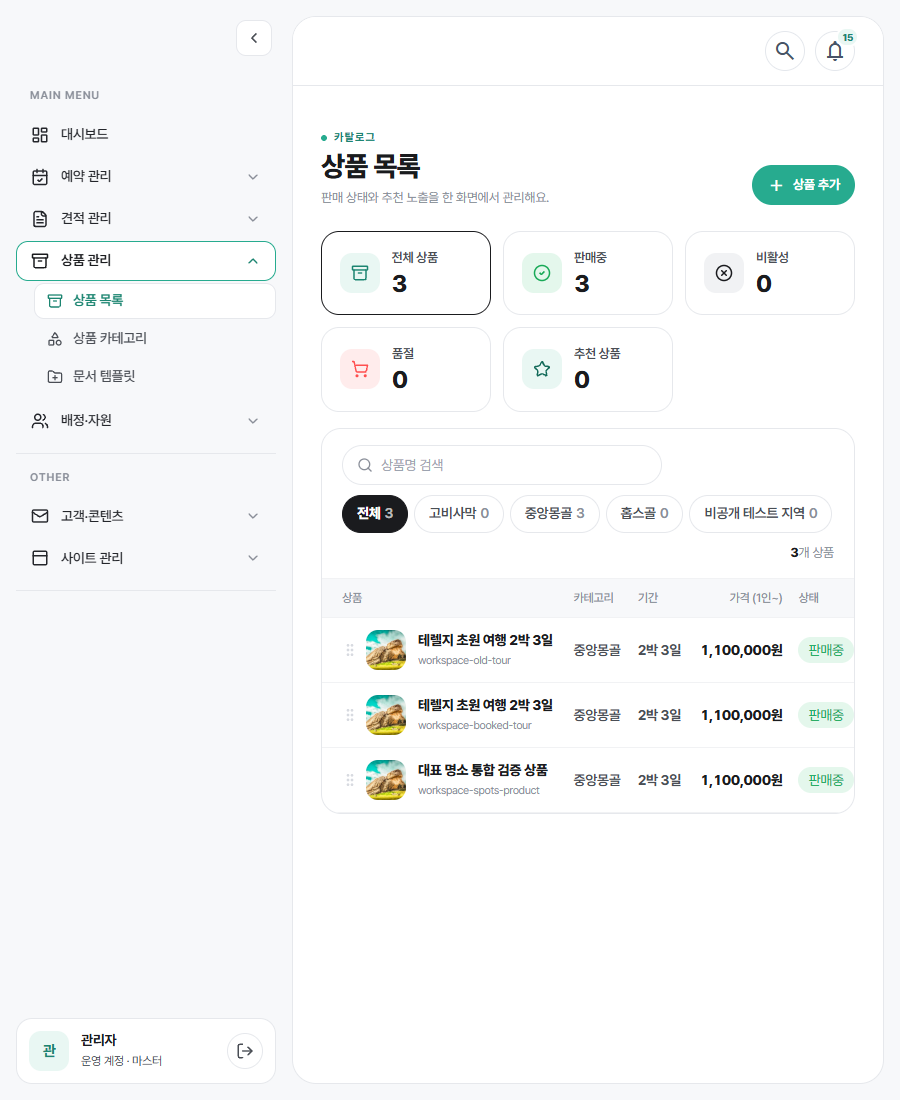 15
MAIN MENU
대시보드
예약 관리
견적 관리
상품 관리
상품 목록
상품 카테고리
문서 템플릿
배정·자원
OTHER
고객·콘텐츠
사이트 관리
관
관리자
운영 계정 · 마스터
카탈로그
상품 목록
판매 상태와 추천 노출을 한 화면에서 관리해요.
상품 추가
전체 상품
3
판매중
3
비활성
0
품절
0
추천 상품
0
상품명 검색
전체 3 고비사막 0 중앙몽골 3 홉스골 0 비공개 테스트 지역 0
3개 상품
상품 카테고리 기간 가격 (1인~) 상태
테렐지 초원 여행 2박 3일 중앙몽골 2박 3일 1,100,000원 판매중
workspace-old-tour
테렐지 초원 여행 2박 3일 중앙몽골 2박 3일 1,100,000원 판매중
workspace-booked-tour
대표 명소 통합 검증 상품 중앙몽골 2박 3일 1,100,000원 판매중
workspace-spots-product